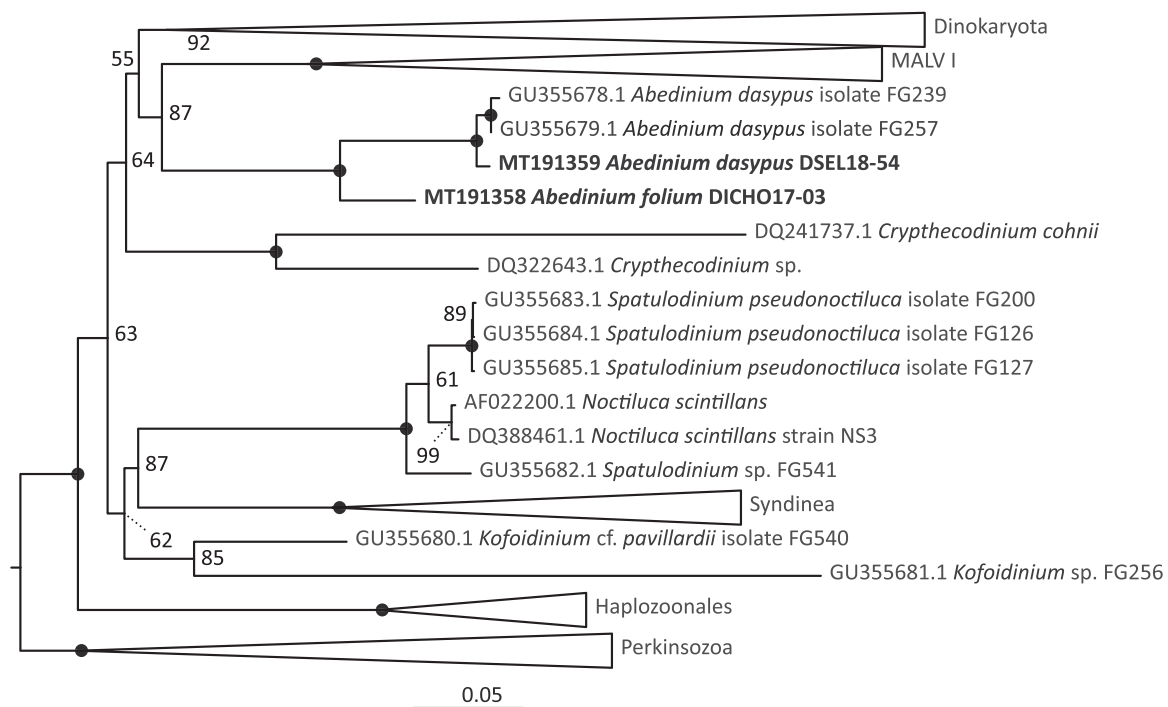 Dinokaryota
92
55
MALV I
GU355678.1 Abedinium dasypus isolate FG239
87
GU355679.1 Abedinium dasypus isolate FG257
64
MT191359 Abedinium dasypus DSEL18-54
MT191358 Abedinium folium DICHO17-03
DQ241737.1 Crypthecodinium cohnii
DQ322643.1 Crypthecodinium sp.
GU355683.1 Spatulodinium pseudonoctiluca isolate FG200
89
63
GU355684.1 Spatulodinium pseudonoctiluca isolate FG126
GU355685.1 Spatulodinium pseudonoctiluca isolate FG127
61
AF022200.1 Noctiluca scintillans
DQ388461.1 Noctiluca scintillans strain NS3
99
87
GU355682.1 Spatulodinium sp. FG541
Syndinea
62
GU355680.1 Kofoidinium cf. pavillardii isolate FG540
85
GU355681.1 Kofoidinium sp. FG256
Haplozoonales
Perkinsozoa
0.05